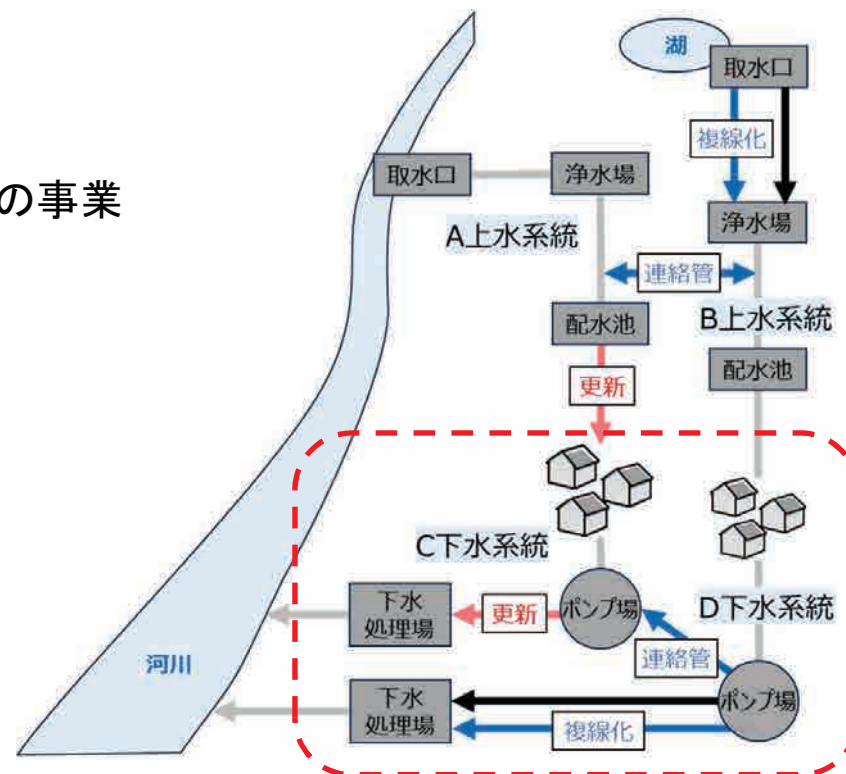 湖
取水口
複線化
の事業
取水口
浄水場
浄水場
A上水系統
連絡管
配水池
B上水系統
更新
配水池
C下水系統
下水
処理場
更新
ポンプ場
D下水系統
連絡管
河川
下水
処理場
ポンプ場
複線化